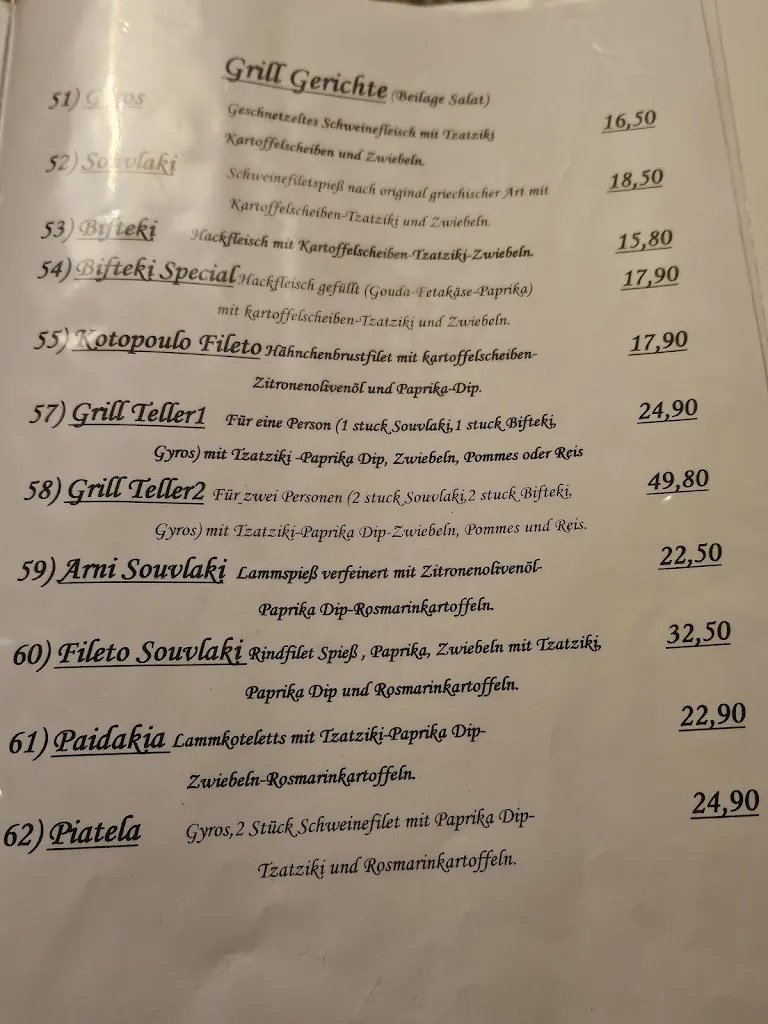 Grill Gerichte (Beilage Salat)
51) Gyros Geschnetzeltes Schweinefleisch mit Tzatziki 16,50
Kartoffelscheiben und Zwiebeln.
52) Souvlaki Schweinefiletspieß nach original griechischer Art mit 18,50
Kartoffelscheiben-Tzatziki und Zwiebeln.
53) Bifteki Hackfleisch mit Kartoffelscheiben-Tzatziki-Zwiebeln. 15,80
54) Bifteki Special Hackfleisch gefüllt (Gouda-Fetakäse-Paprika) 17,90
mit kartoffelscheiben-Tzatziki und Zwiebeln.
55) Kotopoulo Fileto Hähnchenbrustfilet mit kartoffelscheiben- 17,90
Zitronenolivenöl und Paprika-Dip.
57) Grill Teller1 Für eine Person (1 stuck Souvlaki,1 stuck Bifteki, 24,90
Gyros) mit Tzatziki -Paprika Dip, Zwiebeln, Pommes oder Reis
58) Grill Teller2 Für zwei Personen (2 stuck Souvlaki,2 stuck Bifteki, 49,80
Gyros) mit Tzatziki-Paprika Dip-Zwiebeln, Pommes und Reis.
59) Arni Souvlaki Lammspieß verfeinert mit Zitronenolivenöl- 22,50
Paprika Dip-Rosmarinkartoffeln.
60) Fileto Souvlaki Rindfilet Spieß , Paprika, Zwiebeln mit Tzatziki, 32,50
Paprika Dip und Rosmarinkartoffeln.
61) Paidakia Lammkoteletts mit Tzatziki-Paprika Dip- 22,90
Zwiebeln-Rosmarinkartoffeln.
62) Piatela Gyros,2 Stück Schweinefilet mit Paprika Dip- 24,90
Tzatziki und Rosmarinkartoffeln.